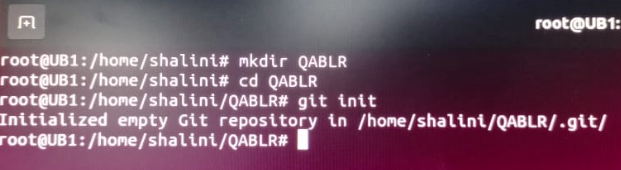 root@UB1:
root@UB1:/home/shalini# mkdir QABLR
root@UB1:/home/shalini# cd QABLR
root@UB1:/home/shalini/QABLR# git init
Initialized empty Git repository in /home/shalini/QABLR/.git/
root@UB1:/home/shalini/QABLR#